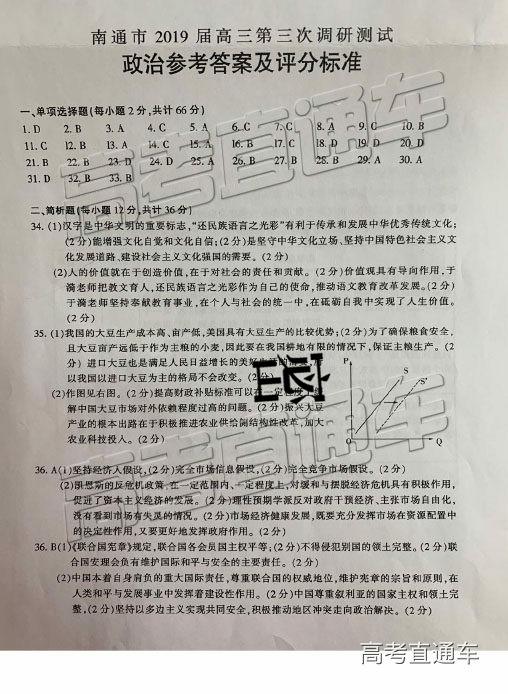 南通市 2019 届高三第三次调研测试
政治参考答案及评分标准
一、单项选择题(每小题 2 分,共计 66 分)
1. D 2. B 3. A 4. C 5. A 6. C 7. C 8. A 9. C 10. B
11. C 12. B 13. A 14. C 15. A 16. B 17. C 18. D 19. D 20. D
21. B 22. B 23. D 24. D 25. A 26. B 27. B 28. B 29. A 30. A
31. D 32. B 33. B
二、简析题(每小题 12 分,共计 36 分)
34. (1)汉字是中华文明的重要标志,“还民族语言之光彩”有利于传承和发展中华优秀传统文化;
(2 分)能增强文化自觉和文化自信;(2 分)是坚守中华文化立场、坚持中国特色社会主义文
化发展道路、建设社会主义文化强国的需要。(2 分)
(2)人的价值就在于创造价值,在于对社会的责任和贡献。(2 分)价值观具有导向作用,于
漪老师把教文育人,还民族语言之光彩作为自己的使命,推动语文教育改革发展。(2 分)
于漪老师坚持奉献教育事业,在个人与社会的统一中,在砥砺自我中实现了人生价值。
(2 分)
35. (1)我国的大豆生产成本高、亩产低,美国具有大豆生产的比较优势;(2 分)为了确保粮食安全,
且大豆亩产远低于作为主粮的小麦,因此要在我国耕地有限的情况下,保证主粮生产。(2
分) 进口大豆也是满足人民日益增长的美好生活的需要,所
以我国以进口大豆为主的格局不会改变。(2
(2)作图见右图。(2 分)提高财政补贴标准可以在一定程度上缓
解中国大豆市场对外依赖程度过高的问题。(2 分)振兴大豆
产业的根本出路在于积极推进农业供给侧结构性改革,加大
农业科技投入。(2 分)
P
S
S'
O
Q
36. A(1)坚持经济人假设,(2 分)完全市场信息假设,(2 分)完全竞争市场假设。(2 分)
(2)凯恩斯的反危机政策,在一定范围内、一定程度上,对缓和与摆脱经济危机具有积极作用,
促进了资本主义经济的发展。(2 分)理性预期学派反对政府干预经济、主张市场自由化,
没有看到市场有失灵的情况。(2 分)市场经济健康发展,既要充分发挥市场在资源配置中
的决定性作用,又要更好地发挥政府作用。(2 分)
36. B(1)《联合国宪章》规定,联合国各会员国主权平等;(2 分)不得侵犯别国的领土完整。(2 分)联
合国安理会负有维护国际和平与安全的主要责任。(2 分)
(2)中国本着自身肩负的重大国际责任,尊重联合国的权威地位,维护宪章的宗旨和原则,在
人类和平与发展事业中发挥着建设性作用。(2 分)中国尊重叙利亚的国家主权和领土完
整,(2 分)坚持以多边主义实现共同安全,积极推动地区冲突走向政治解决。(2 分)
高考直通车
高考直通车
高考直通车